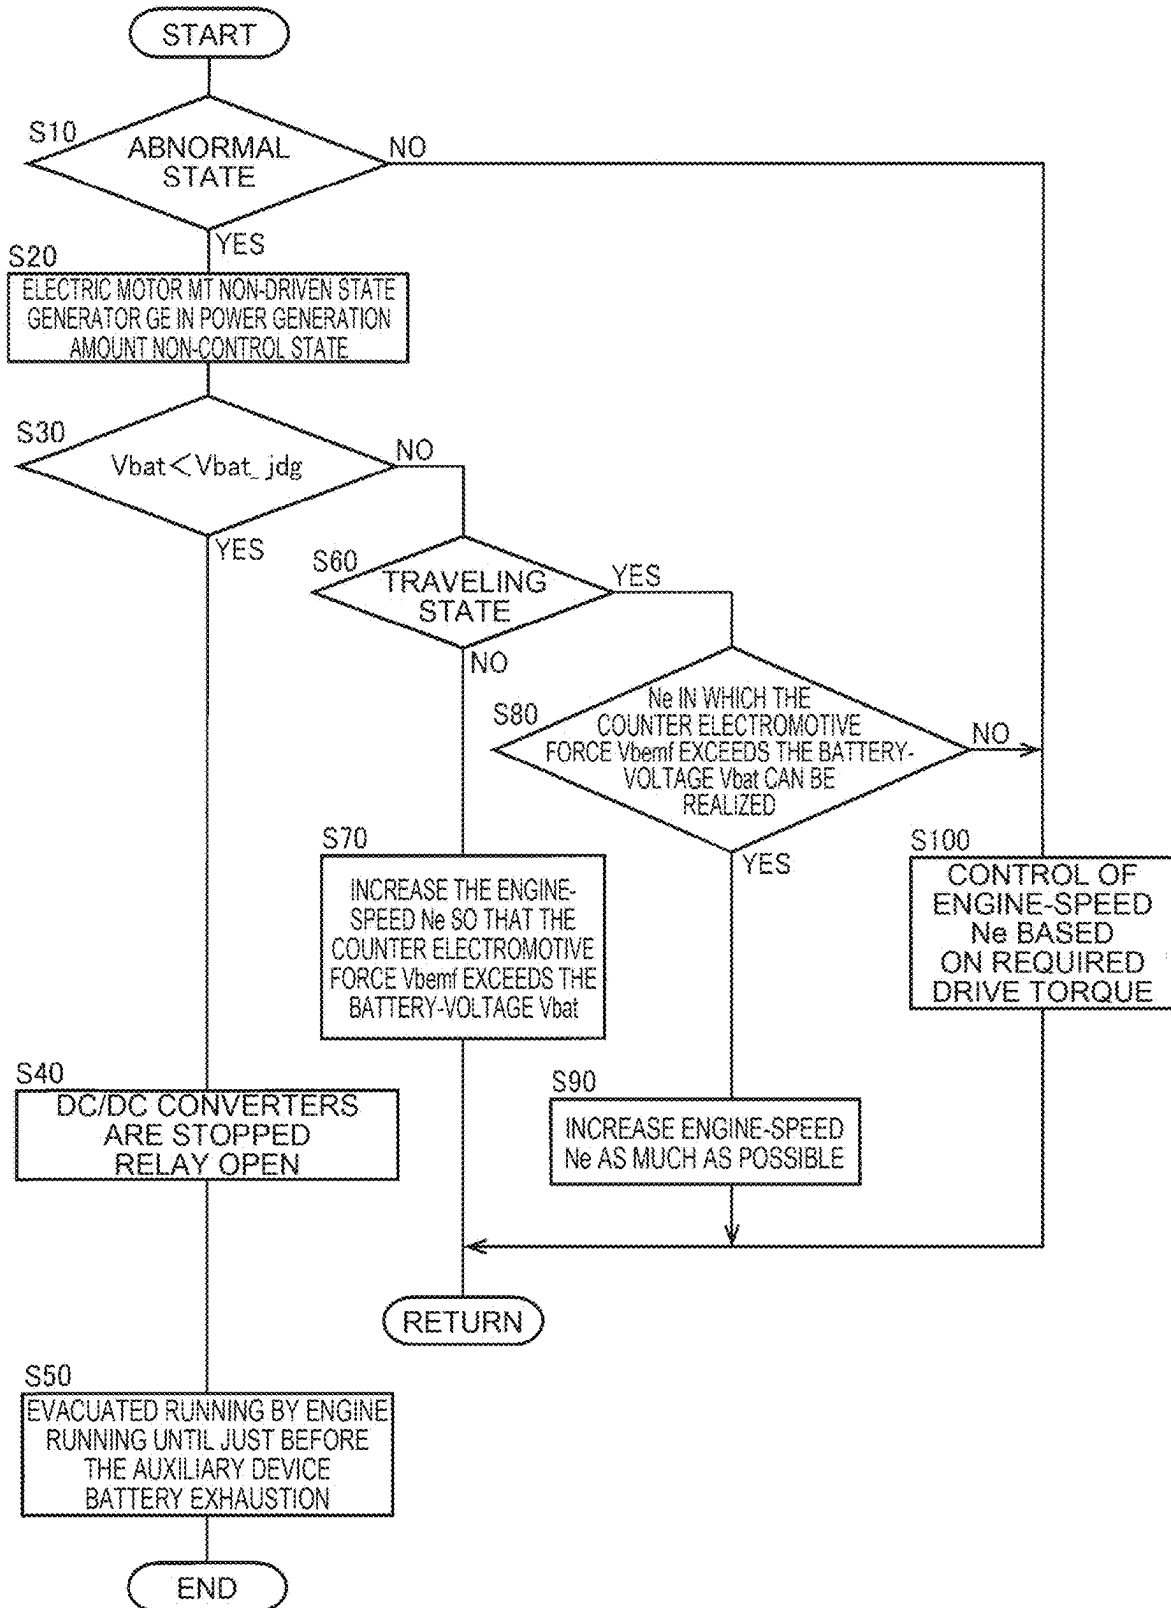 START
S10
ABNORMAL
STATE
NO
YES
S20
ELECTRIC MOTOR MT NON-DRIVEN STATE
GENERATOR GE IN POWER GENERATION
AMOUNT NON-CONTROL STATE
S30
Vbat<Vbat_jdg
NO
YES
S60
TRAVELING
STATE
YES
NO
S80
Ne IN WHICH THE
COUNTER ELECTROMOTIVE
FORCE Vbemf EXCEEDS THE BATTERY-
VOLTAGE Vbat CAN BE
REALIZED
NO
YES
S70
INCREASE THE ENGINE-
SPEED Ne SO THAT THE
COUNTER ELECTROMOTIVE
FORCE Vbemf EXCEEDS THE
BATTERY-VOLTAGE Vbat
S100
CONTROL OF
ENGINE-SPEED
Ne BASED
ON REQUIRED
DRIVE TORQUE
S40
DC/DC CONVERTERS
ARE STOPPED
RELAY OPEN
S90
INCREASE ENGINE-SPEED
Ne AS MUCH AS POSSIBLE
RETURN
S50
EVACUATED RUNNING BY ENGINE
RUNNING UNTIL JUST BEFORE
THE AUXILIARY DEVICE
BATTERY EXHAUSTION
END